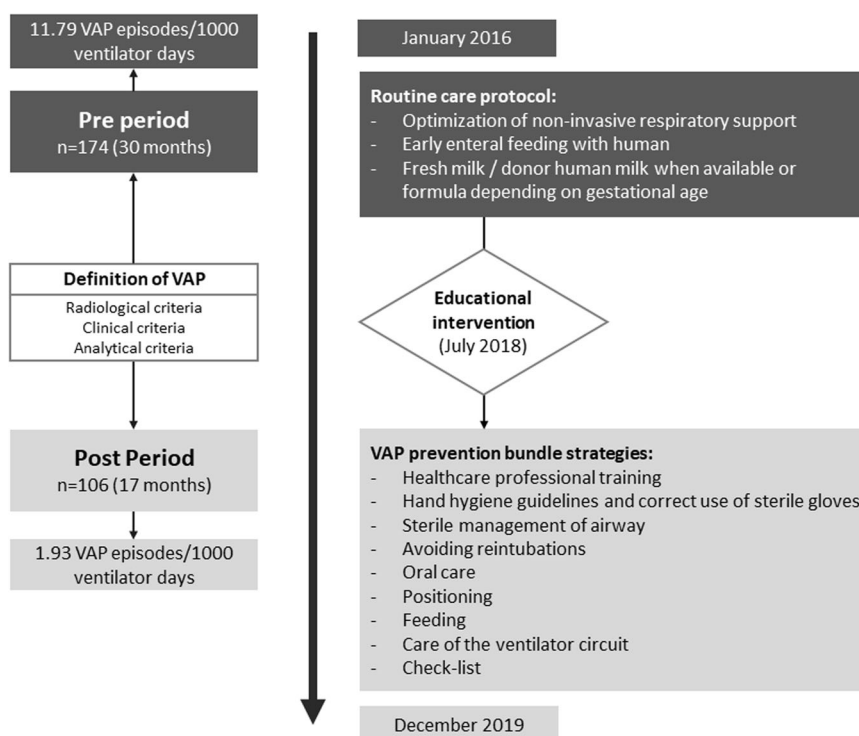 11.79 VAP episodes/1000
ventilator days
Pre period
n=174 (30 months)
Definition of VAP
Radiological criteria
Clinical criteria
Analytical criteria
Post Period
n=106 (17 months)
1.93 VAP episodes/1000
ventilator days
January 2016
Routine care protocol:
- Optimization of non-invasive respiratory support
- Early enteral feeding with human
- Fresh milk / donor human milk when available or
formula depending on gestational age
Educational
intervention
(July 2018)
VAP prevention bundle strategies:
- Healthcare professional training
- Hand hygiene guidelines and correct use of sterile gloves
- Sterile management of airway
- Avoiding reintubations
- Oral care
- Positioning
- Feeding
- Care of the ventilator circuit
- Check-list
December 2019